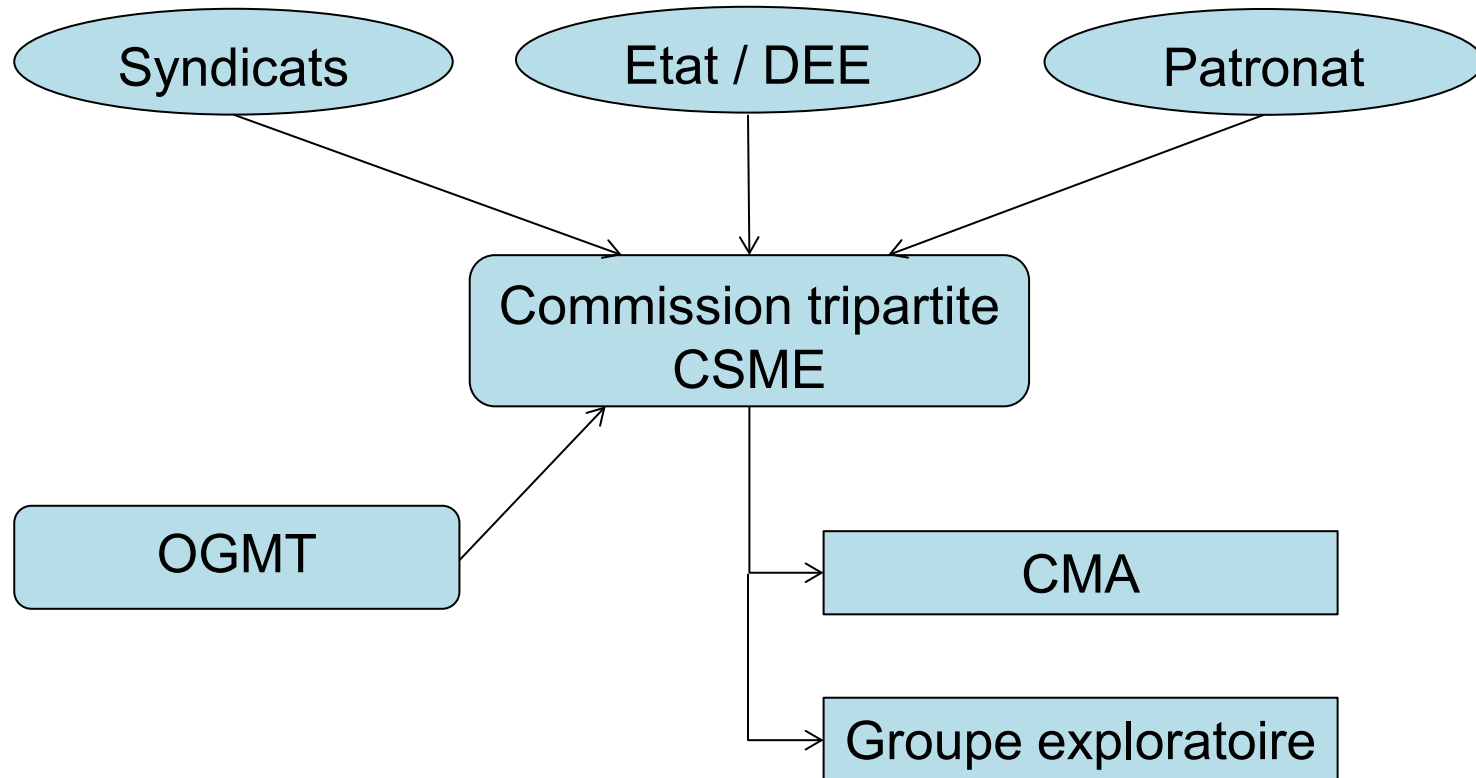 Syndicats
Etat / DEE
Patronat
Commission tripartite
CSME
OGMT
CMA
Groupe exploratoire